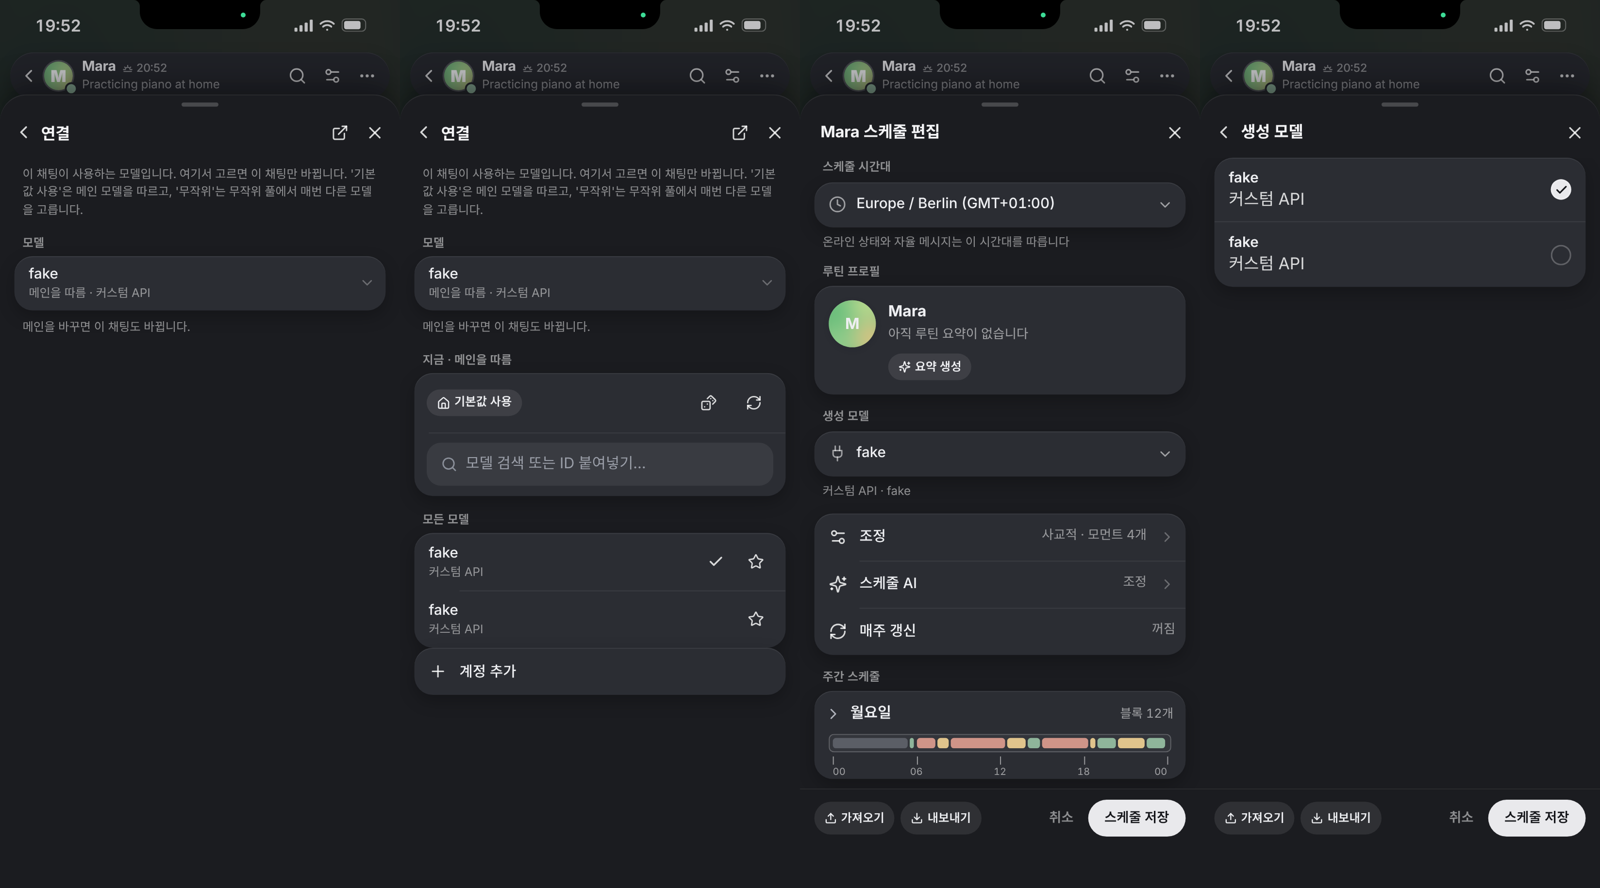 19:52
Mara 20:52
Practicing piano at home
연결
이 채팅이 사용하는 모델입니다. 여기서 고르면 이 채팅만 바뀝니다. '기본
값 사용'은 메인 모델을 따르고, '무작위'는 무작위 풀에서 매번 다른 모델
을 고릅니다.
모델
fake
메인을 따름 · 커스텀 API
메인을 바꾸면 이 채팅도 바뀝니다.
19:52
Mara 20:52
Practicing piano at home
연결
이 채팅이 사용하는 모델입니다. 여기서 고르면 이 채팅만 바뀝니다. '기본
값 사용'은 메인 모델을 따르고, '무작위'는 무작위 풀에서 매번 다른 모델
을 고릅니다.
모델
fake
메인을 따름 · 커스텀 API
메인을 바꾸면 이 채팅도 바뀝니다.
지금 · 메인을 따름
기본값 사용
모델 검색 또는 ID 붙여넣기...
모든 모델
fake
커스텀 API
fake
커스텀 API
계정 추가
19:52
Mara 20:52
Practicing piano at home
Mara 스케줄 편집
스케줄 시간대
Europe / Berlin (GMT+01:00)
온라인 상태와 자율 메시지는 이 시간대를 따릅니다
루틴 프로필
M
Mara
아직 루틴 요약이 없습니다
요약 생성
생성 모델
fake
커스텀 API · fake
조정 사교적 · 모먼트 4개
스케줄 AI 조정
매주 갱신 꺼짐
주간 스케줄
월요일 블록 12개
00 06 12 18 00
가져오기 내보내기 취소 스케줄 저장
19:52
Mara 20:52
Practicing piano at home
생성 모델
fake
커스텀 API
fake
커스텀 API
가져오기 내보내기 취소 스케줄 저장